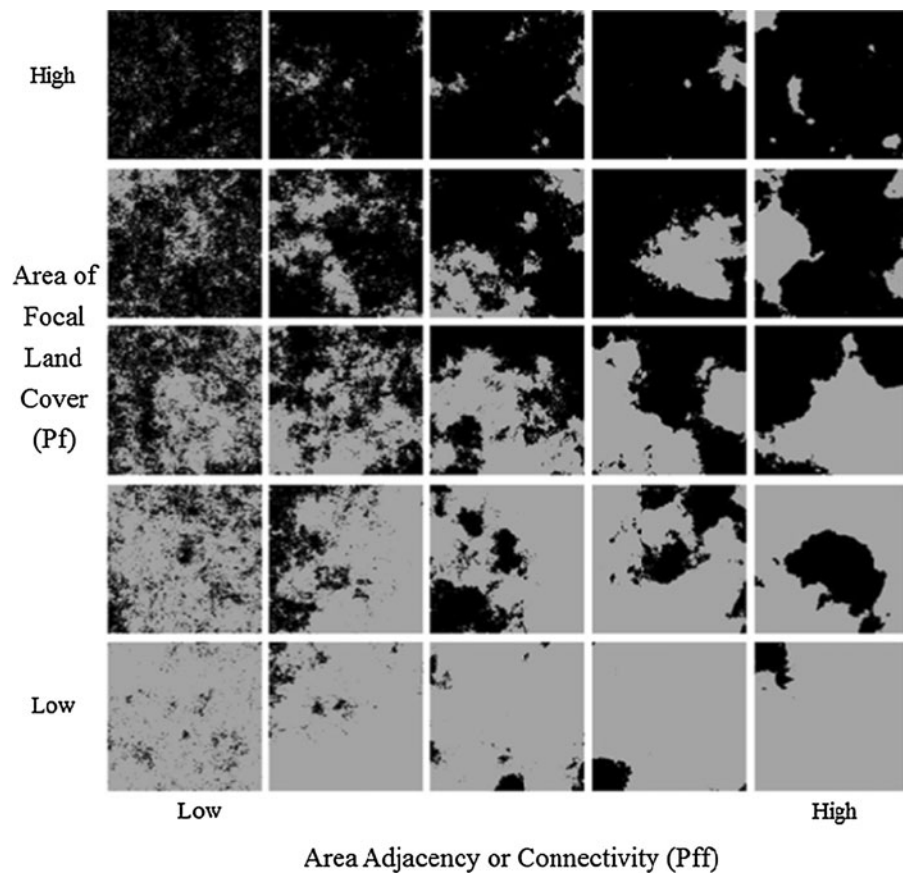 High
Area of
Focal
Land
Cover
(Pf)
Low
Low
High
Area Adjacency or Connectivity (Pff)